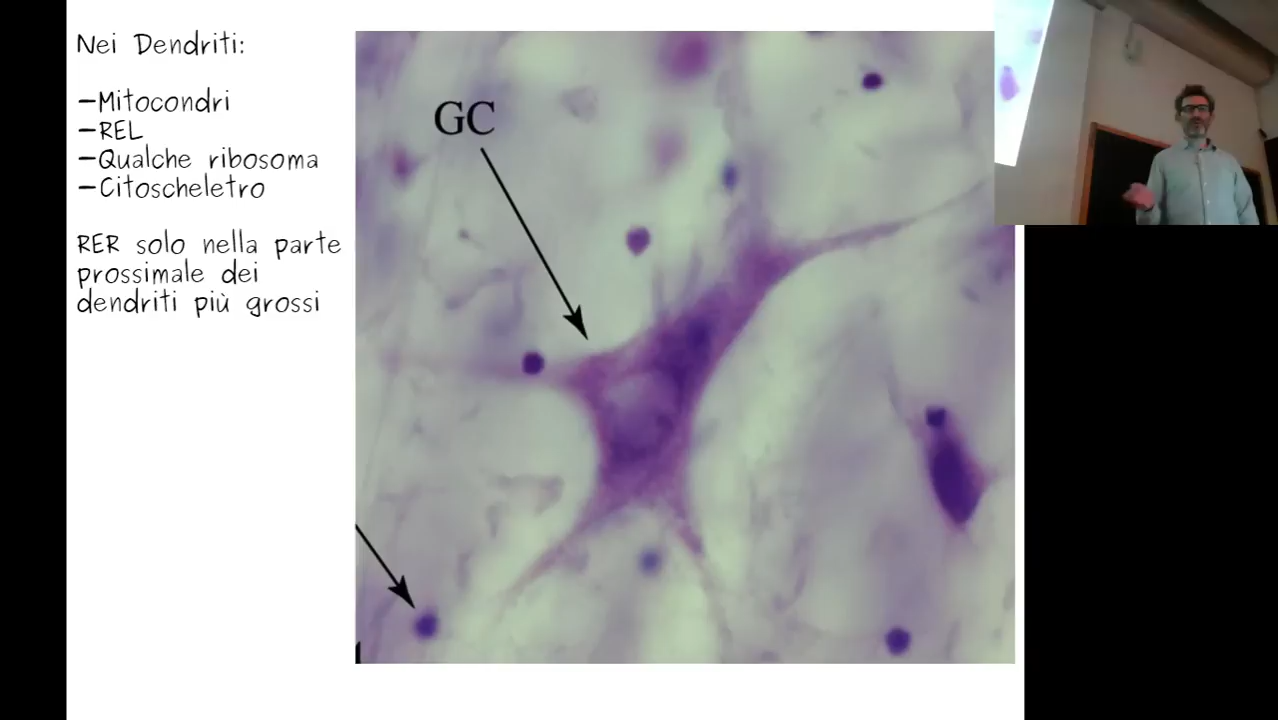 Nei Dendriti:
-Mitocondri
-REL
-Qualche ribosoma
-Citoscheletro
RER solo nella parte
prossimale dei
dendriti più grossi
GC